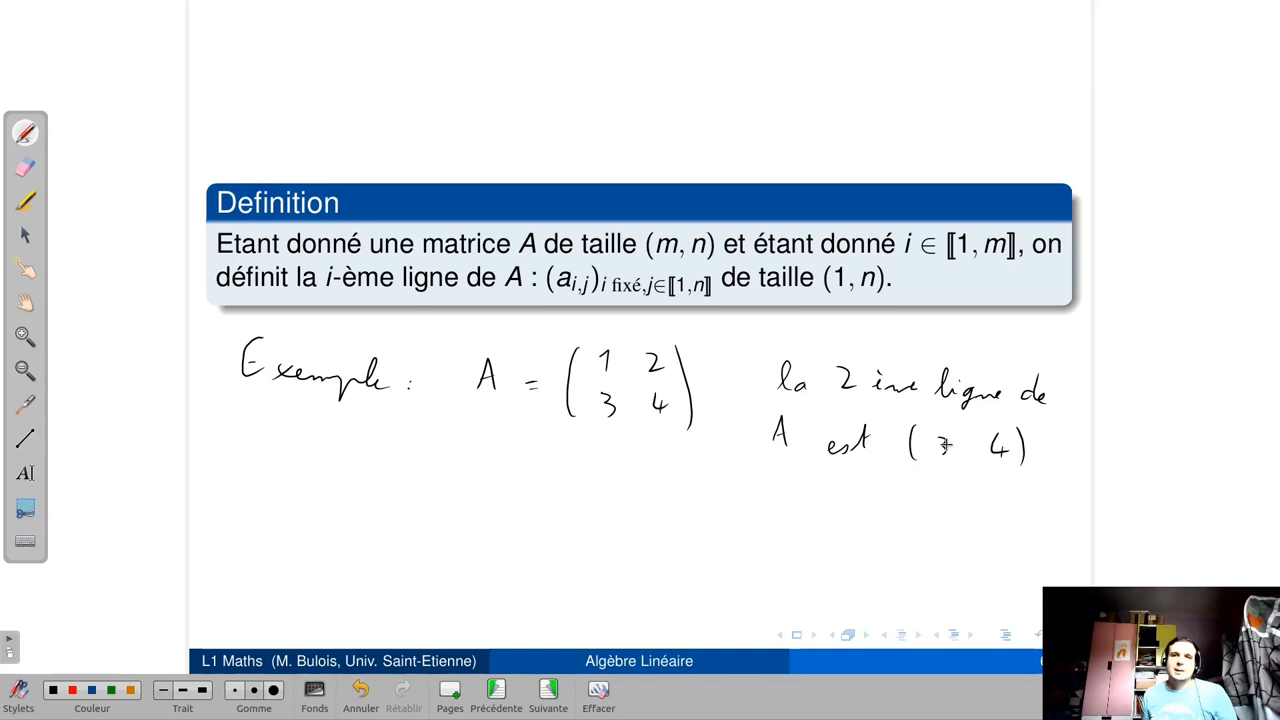 Definition
Etant donné une matrice A de taille (m, n) et étant donné i ∈ ⟦1, m⟧, on
définit la i-ème ligne de A : (a_{i,j})_{i fixé,j∈⟦1,n⟧} de taille (1, n).
Exemple : A = ( 1 2
3 4 )
la 2 ème ligne de
A est ( 3 4 )
L1 Maths (M. Bulois, Univ. Saint-Etienne) Algèbre Linéaire
Stylets Couleur Trait Gomme Fonds Annuler Rétablir Pages Précédente Suivante Effacer